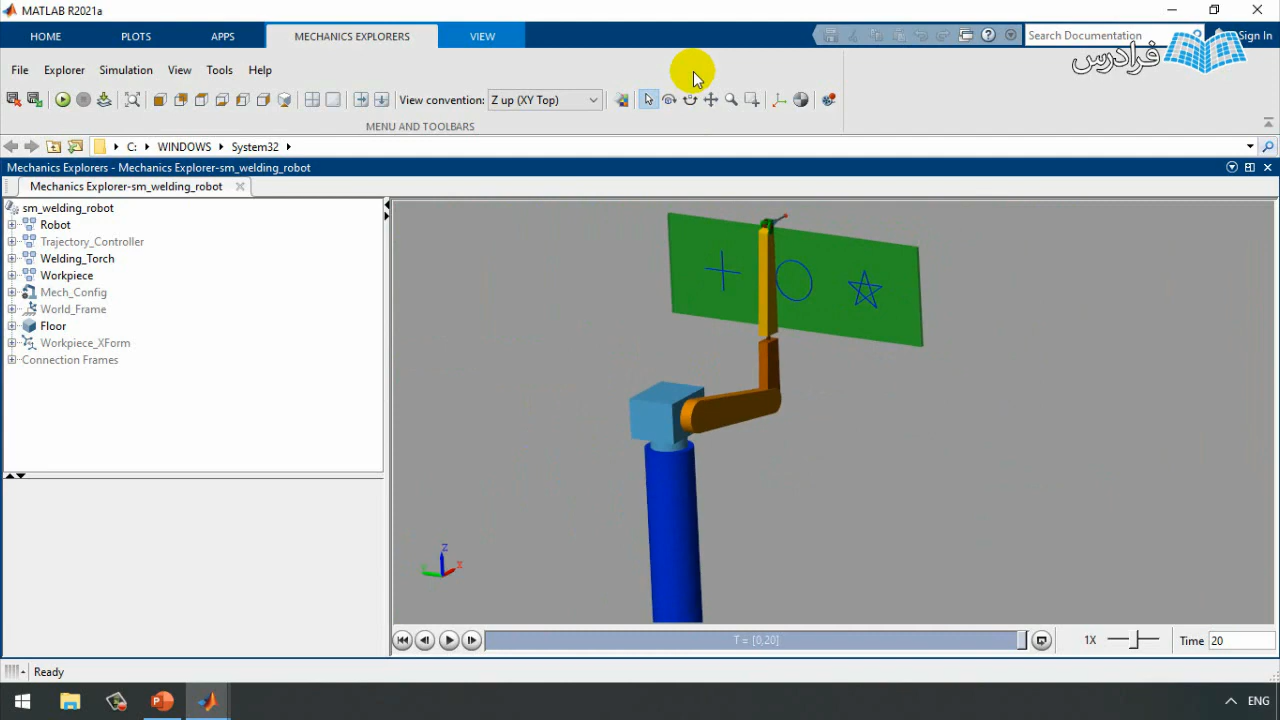 MATLAB R2021a
HOME PLOTS APPS MECHANICS EXPLORERS VIEW Search Documentation Sign In
فرادرس
File Explorer Simulation View Tools Help
View convention: Z up (XY Top)
MENU AND TOOLBARS
C: WINDOWS System32
Mechanics Explorers - Mechanics Explorer-sm_welding_robot
Mechanics Explorer-sm_welding_robot
sm_welding_robot
Robot
Trajectory_Controller
Welding_Torch
Workpiece
Mech_Config
World_Frame
Floor
Workpiece_XForm
Connection Frames
Z
X
T = [0,20] 1X Time 20
Ready
ENG